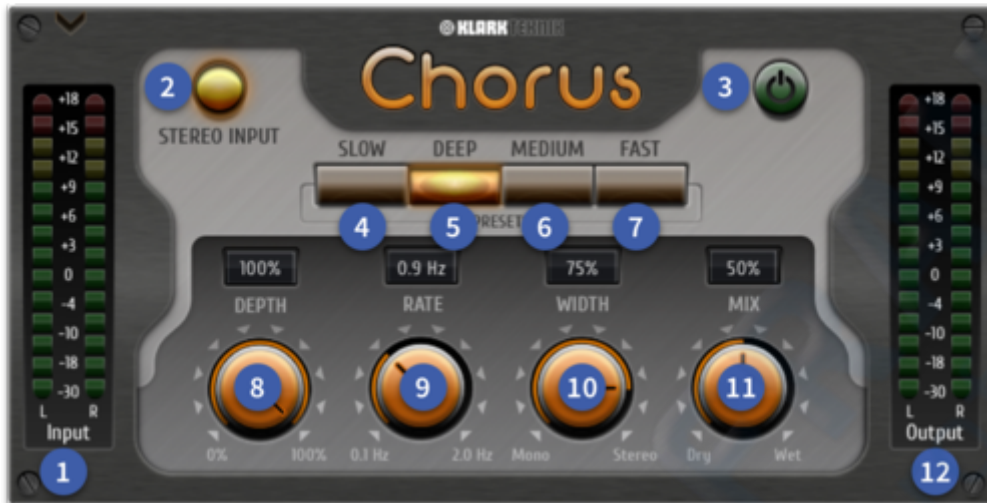 KLARK TEKNIK
Chorus
2
3
STEREO INPUT
SLOW DEEP MEDIUM FAST
4 5 6 7
PRESET
100% 0.9 Hz 75% 50%
DEPTH RATE WIDTH MIX
8 9 10 11
0% 100% 0.1 Hz 2.0 Hz Mono Stereo Dry Wet
+18
+15
+12
+9
+6
+3
0
-4
-10
-18
-30
L R
Input
1
+18
+15
+12
+9
+6
+3
0
-4
-10
-18
-30
L R
Output
12